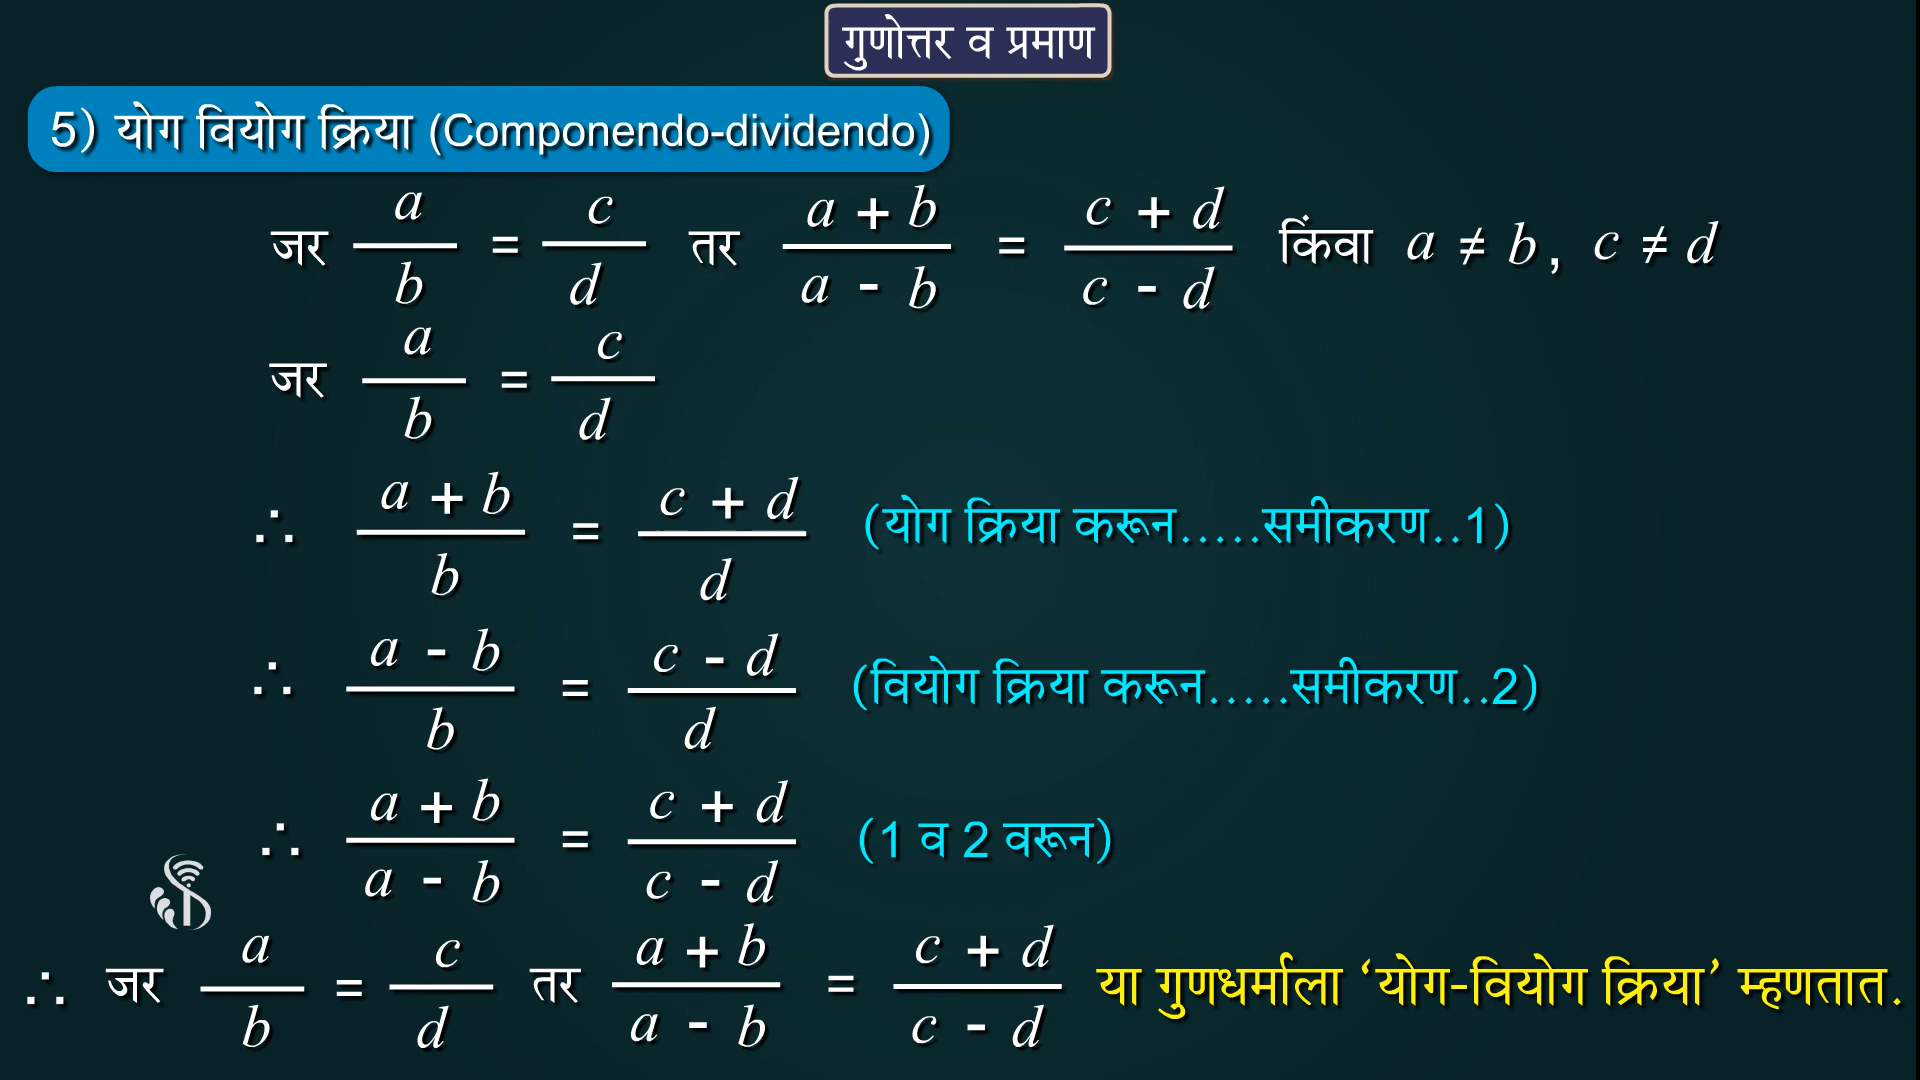 गुणोत्तर व प्रमाण
5) योग वियोग क्रिया (Componendo-dividendo)
जर a/b = c/d तर (a + b)/(a - b) = (c + d)/(c - d) किंवा a ≠ b, c ≠ d
जर a/b = c/d
∴ (a + b)/b = (c + d)/d (योग क्रिया करून.....समीकरण..1)
∴ (a - b)/b = (c - d)/d (वियोग क्रिया करून.....समीकरण..2)
∴ (a + b)/(a - b) = (c + d)/(c - d) (1 व 2 वरून)
∴ जर a/b = c/d तर (a + b)/(a - b) = (c + d)/(c - d) या गुणधर्माला ‘योग-वियोग क्रिया’ म्हणतात.